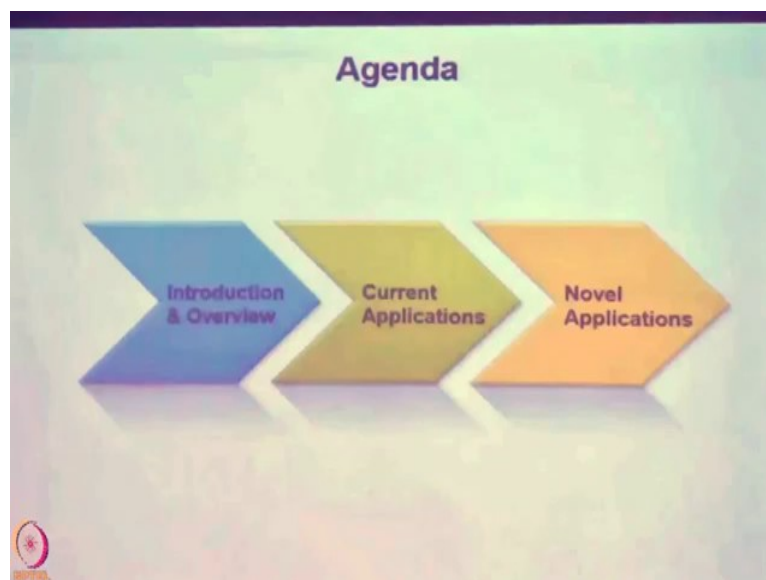 Agenda
Introduction
& Overview
Current
Applications
Novel
Applications